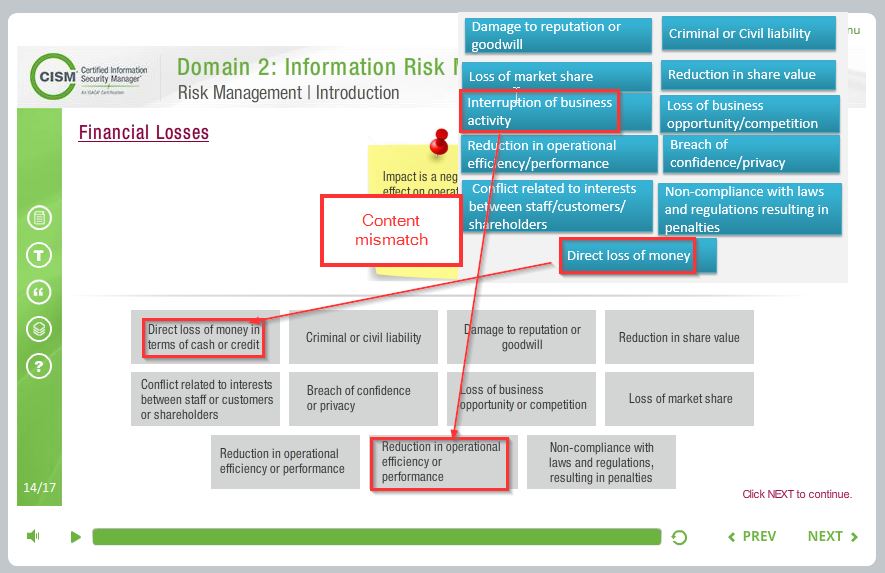 nu
CISM
Certified Information
Security Manager
An ISACA® Certification
Domain 2: Information Risk M
Risk Management | Introduction
Damage to reputation or
goodwill
Criminal or Civil liability
Loss of market share
Reduction in share value
Interruption of business
activity
Loss of business
opportunity/competition
Reduction in operational
efficiency/performance
Breach of
confidence/privacy
Conflict related to interests
between staff/customers/
shareholders
Non-compliance with laws
and regulations resulting in
penalties
Direct loss of money
Financial Losses
Impact is a neg
effect on operat
Content
mismatch
Direct loss of money in
terms of cash or credit
Criminal or civil liability
Damage to reputation or
goodwill
Reduction in share value
Conflict related to interests
between staff or customers
or shareholders
Breach of confidence
or privacy
Loss of business
opportunity or competition
Loss of market share
Reduction in operational
efficiency or performance
Reduction in operational
efficiency or
performance
Non-compliance with
laws and regulations,
resulting in penalties
T
?
14/17
Click NEXT to continue.
PREV
NEXT